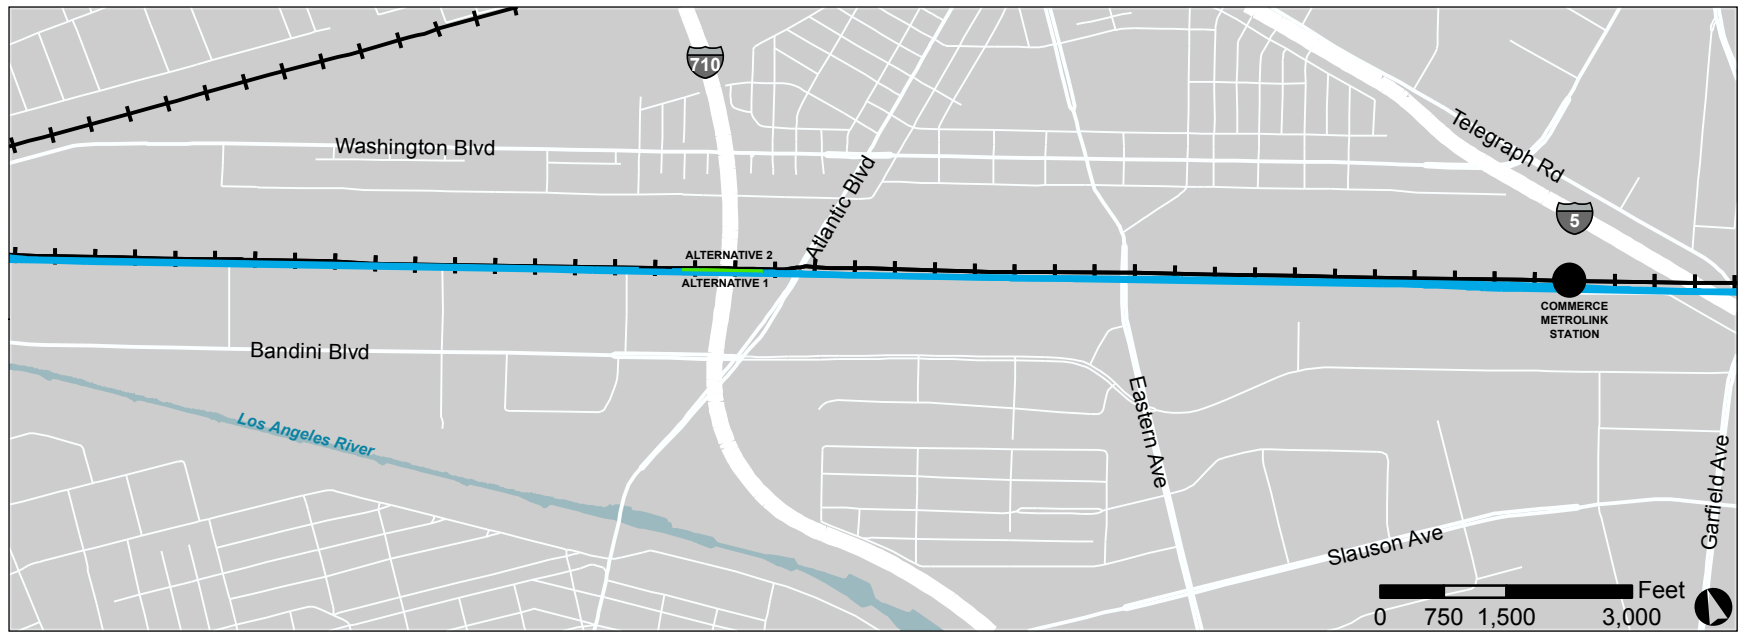 710
Washington Blvd
Telegraph Rd
Atlantic Blvd
5
ALTERNATIVE 2
ALTERNATIVE 1
COMMERCE
METROLINK
STATION
Bandini Blvd
Eastern Ave
Los Angeles River
Garfield Ave
Slauson Ave
Feet
0 750 1,500 3,000